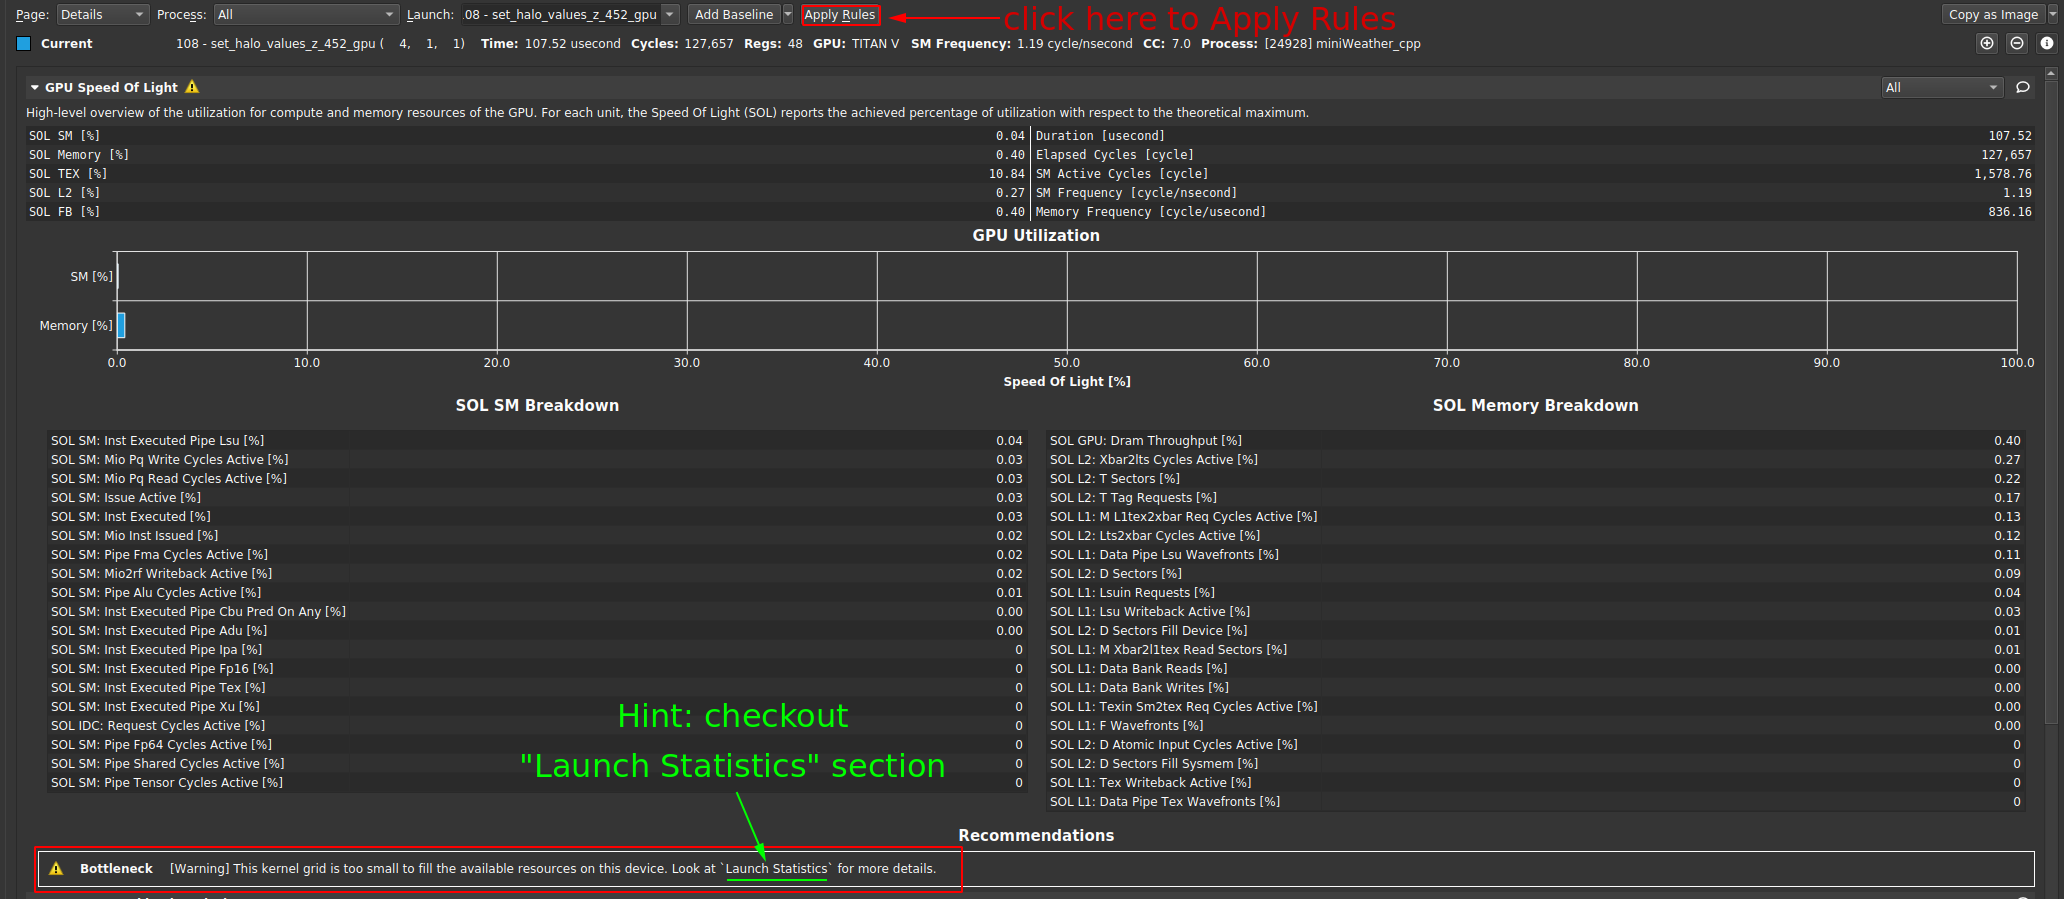 Page: Details Process: All Launch: .08 - set_halo_values_z_452_gpu Add Baseline Apply Rules click here to Apply Rules Copy as Image
Current 108 - set_halo_values_z_452_gpu ( 4, 1, 1) Time: 107.52 usecond Cycles: 127,657 Regs: 48 GPU: TITAN V SM Frequency: 1.19 cycle/nsecond CC: 7.0 Process: [24928] miniWeather_cpp
GPU Speed Of Light All
High-level overview of the utilization for compute and memory resources of the GPU. For each unit, the Speed Of Light (SOL) reports the achieved percentage of utilization with respect to the theoretical maximum.
SOL SM [%] 0.04 Duration [usecond] 107.52
SOL Memory [%] 0.40 Elapsed Cycles [cycle] 127,657
SOL TEX [%] 10.84 SM Active Cycles [cycle] 1,578.76
SOL L2 [%] 0.27 SM Frequency [cycle/nsecond] 1.19
SOL FB [%] 0.40 Memory Frequency [cycle/usecond] 836.16
GPU Utilization
SM [%]
Memory [%]
0.0 10.0 20.0 30.0 40.0 50.0 60.0 70.0 80.0 90.0 100.0
Speed Of Light [%]
SOL SM Breakdown
SOL SM: Inst Executed Pipe Lsu [%] 0.04
SOL SM: Mio Pq Write Cycles Active [%] 0.03
SOL SM: Mio Pq Read Cycles Active [%] 0.03
SOL SM: Issue Active [%] 0.03
SOL SM: Inst Executed [%] 0.03
SOL SM: Mio Inst Issued [%] 0.02
SOL SM: Pipe Fma Cycles Active [%] 0.02
SOL SM: Mio2rf Writeback Active [%] 0.02
SOL SM: Pipe Alu Cycles Active [%] 0.01
SOL SM: Inst Executed Pipe Cbu Pred On Any [%] 0.00
SOL SM: Inst Executed Pipe Adu [%] 0.00
SOL SM: Inst Executed Pipe Ipa [%] 0
SOL SM: Inst Executed Pipe Fp16 [%] 0
SOL SM: Inst Executed Pipe Tex [%] 0
SOL SM: Inst Executed Pipe Xu [%] 0
SOL IDC: Request Cycles Active [%] 0
SOL SM: Pipe Fp64 Cycles Active [%] 0
SOL SM: Pipe Shared Cycles Active [%] 0
SOL SM: Pipe Tensor Cycles Active [%] 0
SOL Memory Breakdown
SOL GPU: Dram Throughput [%] 0.40
SOL L2: Xbar2lts Cycles Active [%] 0.27
SOL L2: T Sectors [%] 0.22
SOL L2: T Tag Requests [%] 0.17
SOL L1: M L1tex2xbar Req Cycles Active [%] 0.13
SOL L2: Lts2xbar Cycles Active [%] 0.12
SOL L1: Data Pipe Lsu Wavefronts [%] 0.11
SOL L2: D Sectors [%] 0.09
SOL L1: Lsuin Requests [%] 0.04
SOL L1: Lsu Writeback Active [%] 0.03
SOL L2: D Sectors Fill Device [%] 0.01
SOL L1: M Xbar2l1tex Read Sectors [%] 0.01
SOL L1: Data Bank Reads [%] 0.00
SOL L1: Data Bank Writes [%] 0.00
SOL L1: Texin Sm2tex Req Cycles Active [%] 0.00
SOL L1: F Wavefronts [%] 0.00
SOL L2: D Atomic Input Cycles Active [%] 0
SOL L2: D Sectors Fill Sysmem [%] 0
SOL L1: Tex Writeback Active [%] 0
SOL L1: Data Pipe Tex Wavefronts [%] 0
Hint: checkout
"Launch Statistics" section
Recommendations
Bottleneck [Warning] This kernel grid is too small to fill the available resources on this device. Look at `Launch Statistics` for more details.